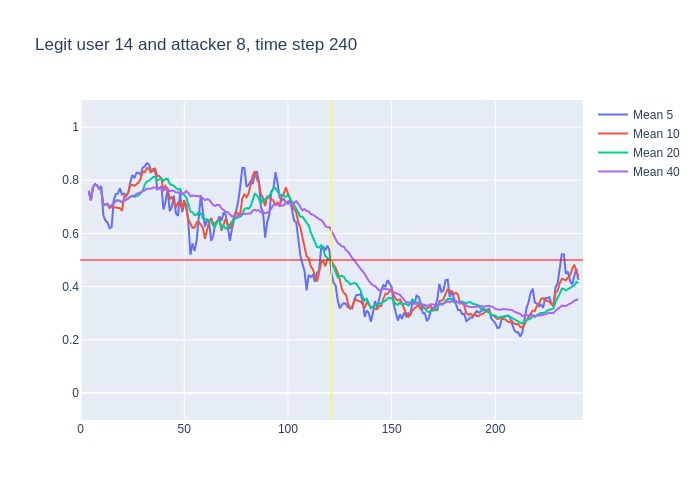 Legit user 14 and attacker 8, time step 240
Mean 5
Mean 10
Mean 20
Mean 40
1
0.8
0.6
0.4
0.2
0
0 50 100 150 200